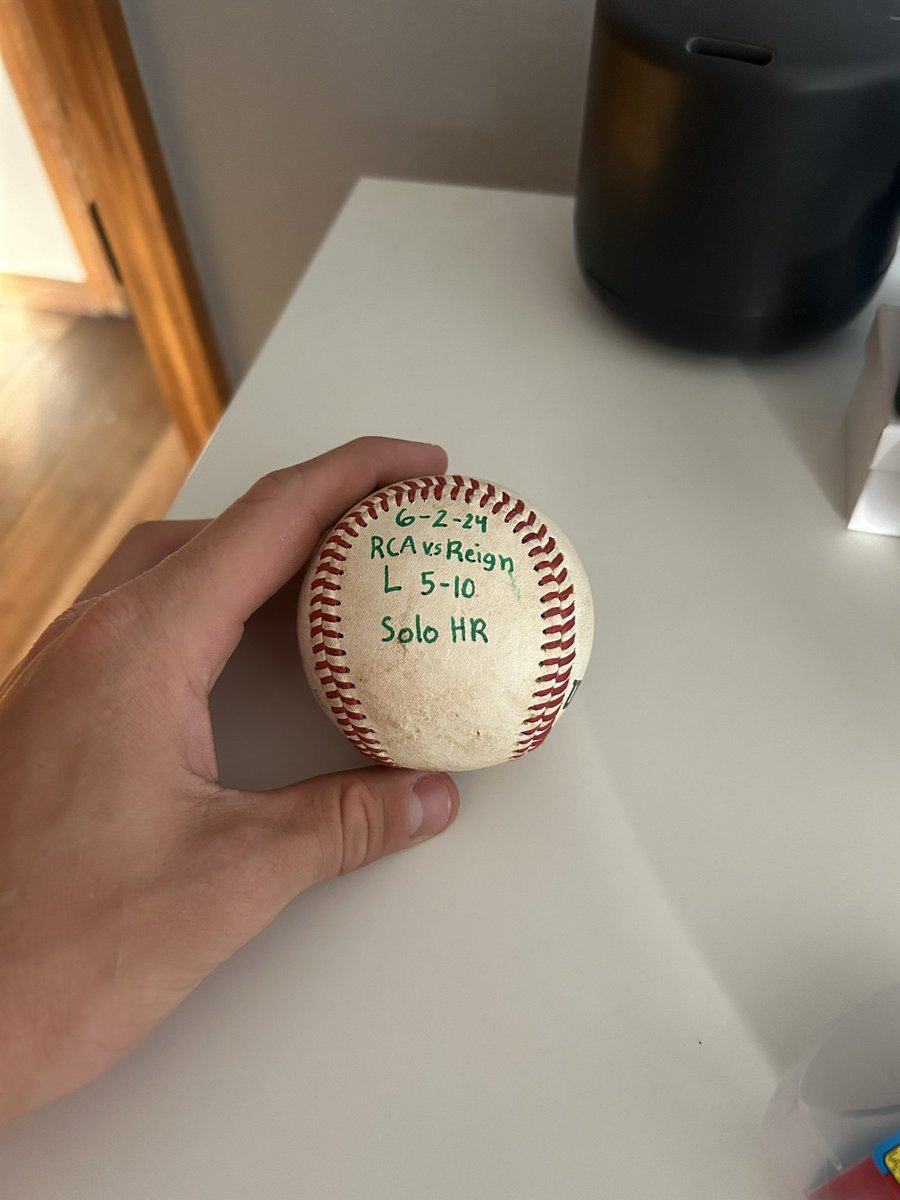 6-2-24
RCA vs Reign
L 5-10
Solo HR